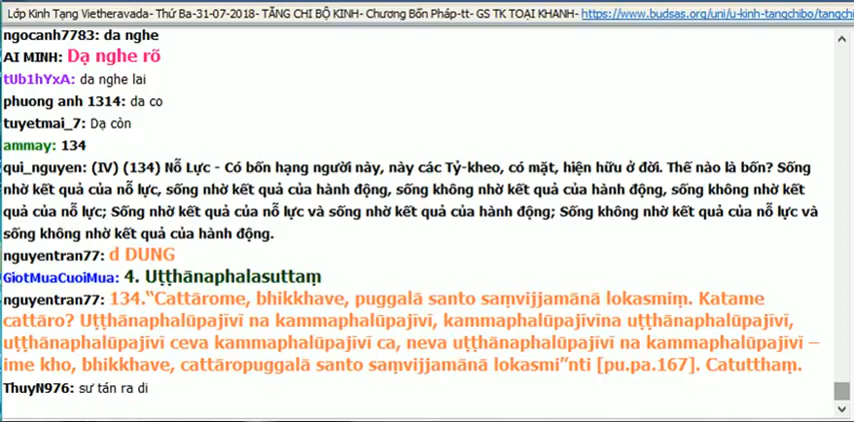 Lớp Kinh Tạng Vietheravada- Thứ Ba-31-07-2018- TĂNG CHI BỘ KINH- Chương Bốn Pháp-tt- GS TK TOẠI KHANH- https://www.budsas.org/uni/u-kinh-tangchibo/tangchi
ngocanh7783: da nghe
AI MINH: Dạ nghe rõ
tUb1hYxA: dạ nghe lai
phuong anh 1314: da co
tuyetmai_7: Dạ còn
ammay: 134
qui_nguyen: (IV) (134) Nỗ Lực - Có bốn hạng người này, này các Tỷ-kheo, có mặt, hiện hữu ở đời. Thế nào là bốn? Sống
nhờ kết quả của nỗ lực, sống nhờ kết quả của hành động, sống không nhờ kết quả của hành động, sống không nhờ kết
quả của nỗ lực; Sống nhờ kết quả của nỗ lực và sống nhờ kết quả của hành động; Sống không nhờ kết quả của nỗ lực và
sống không nhờ kết quả của hành động.
nguyentran77: d DUNG
GiotMuaCuoiMua: 4. Uṭṭhānaphalasuttaṃ
nguyentran77: 134.“Cattārome, bhikkhave, puggalā santo saṃvijjamānā lokasmiṃ. Katame
cattāro? Uṭṭhānaphalūpajīvī na kammaphalūpajīvī, kammaphalūpajīvīna uṭṭhānaphalūpajīvī,
uṭṭhānaphalūpajīvī ceva kammaphalūpajīvī ca, neva uṭṭhānaphalūpajīvī na kammaphalūpajīvī –
ime kho, bhikkhave, cattāropuggalā santo saṃvijjamānā lokasmi”nti [pu.pa.167]. Catutthaṃ.
ThuyN976: sư tán ra di